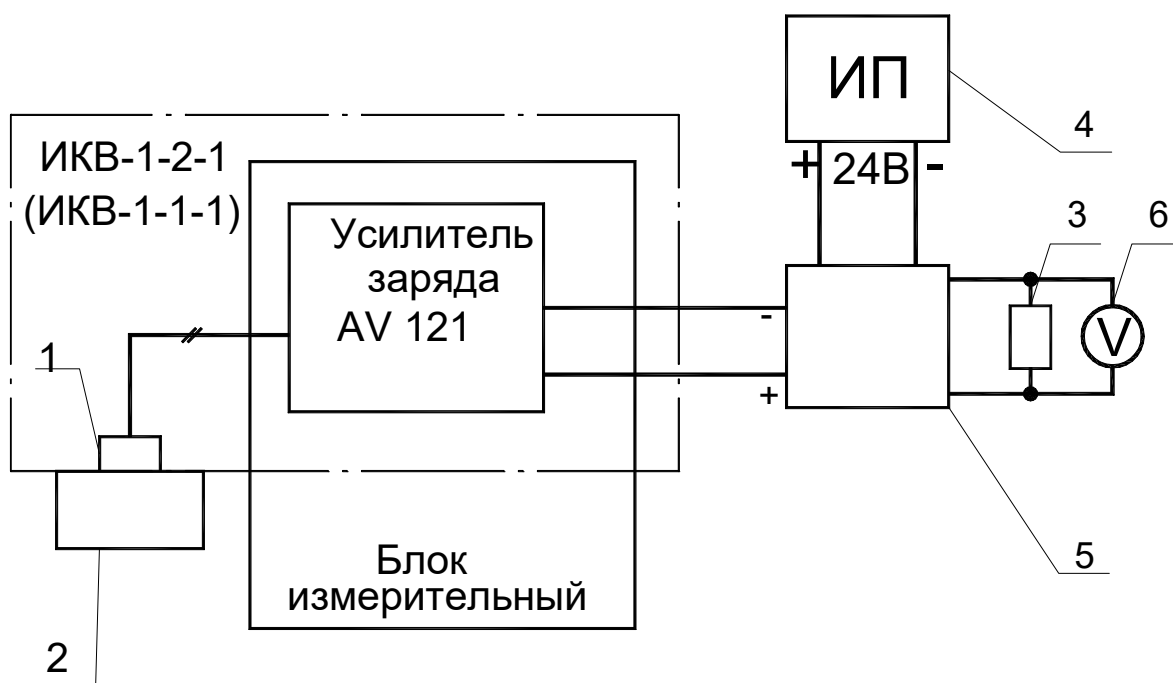 ИП
4
+ 24В -
ИКВ-1-2-1
(ИКВ-1-1-1)
3
6
Усилитель
заряда
AV 121
-
V
1
+
5
Блок
измерительный
2